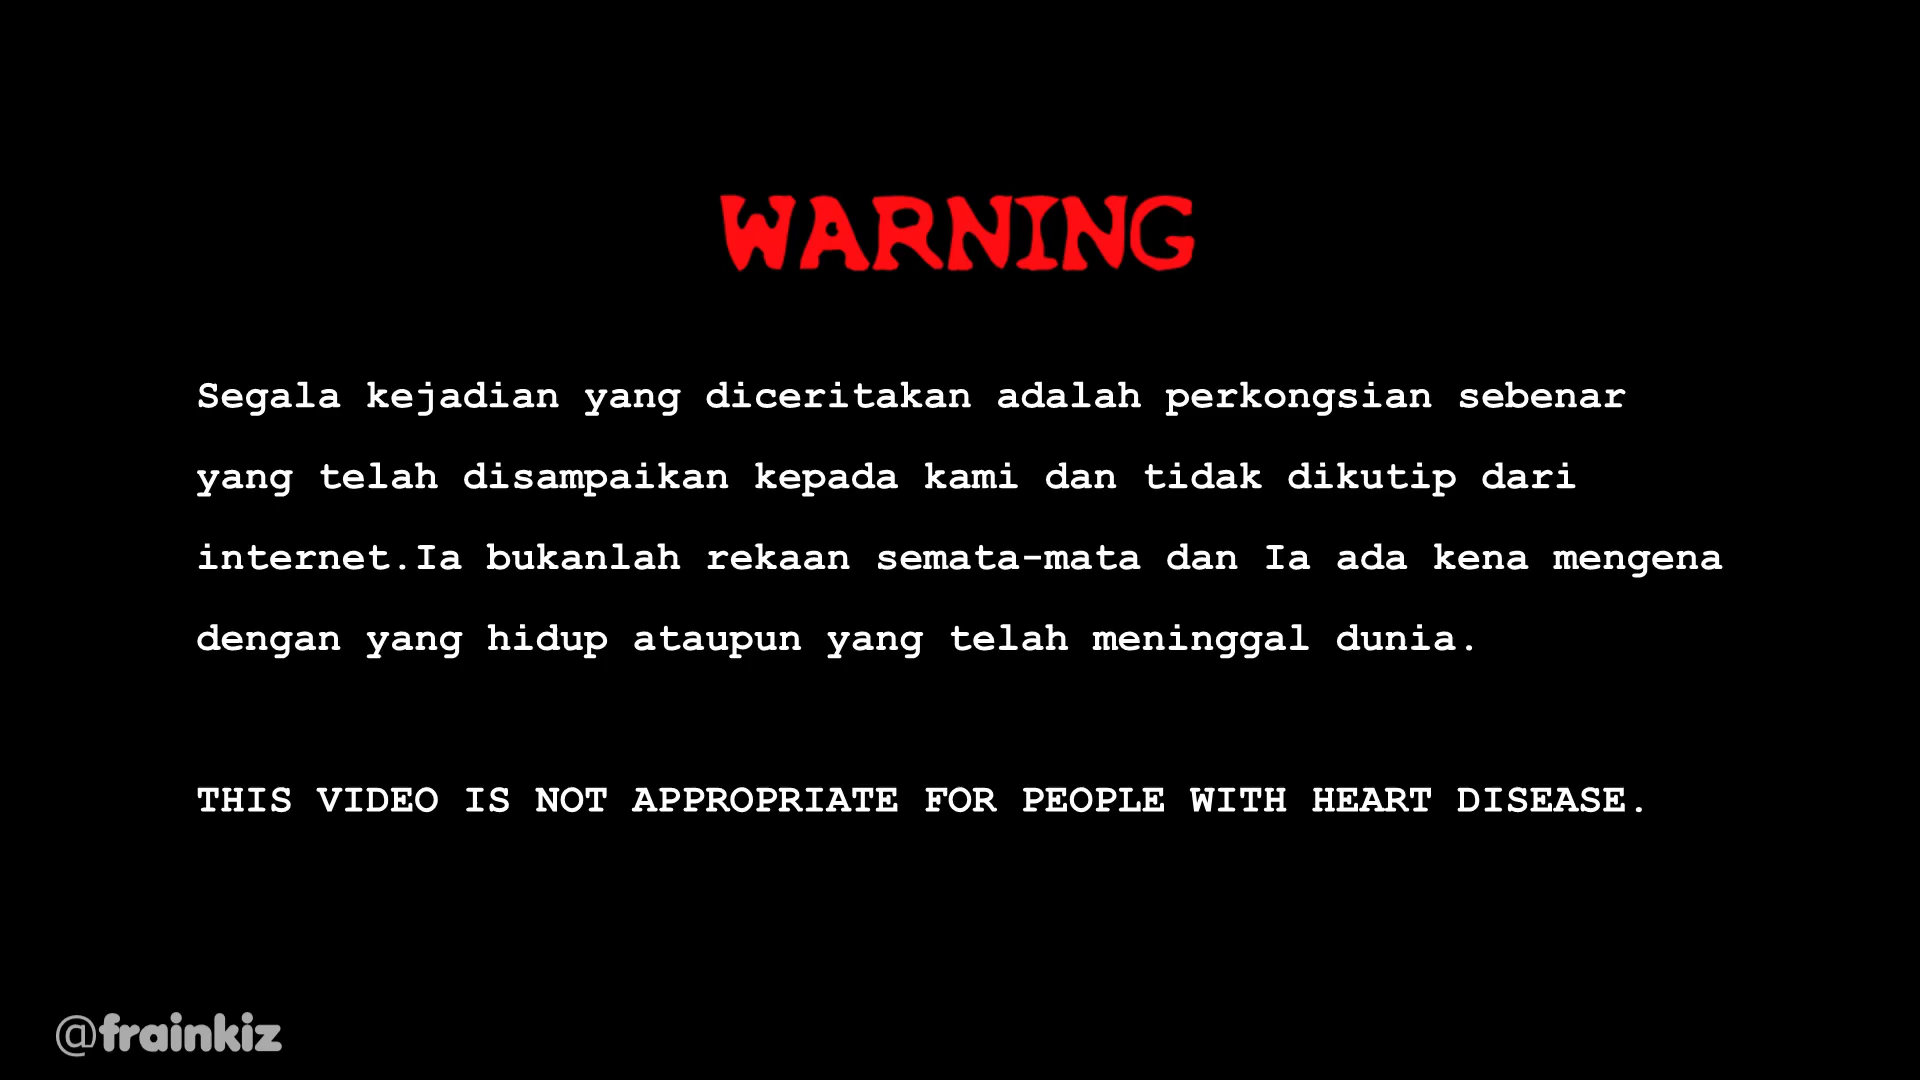 WARNING
Segala kejadian yang diceritakan adalah perkongsian sebenar
yang telah disampaikan kepada kami dan tidak dikutip dari
internet.Ia bukanlah rekaan semata-mata dan Ia ada kena mengena
dengan yang hidup ataupun yang telah meninggal dunia.
THIS VIDEO IS NOT APPROPRIATE FOR PEOPLE WITH HEART DISEASE.
@frainkiz